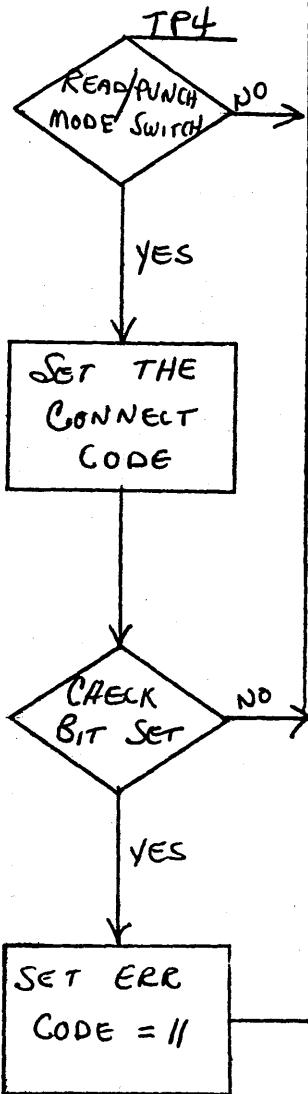 TP4
READ/PUNCH
MODE SWITCH
NO
YES
SET THE
CONNECT
CODE
CHECK
BIT SET
NO
YES
SET ERR
CODE = 11